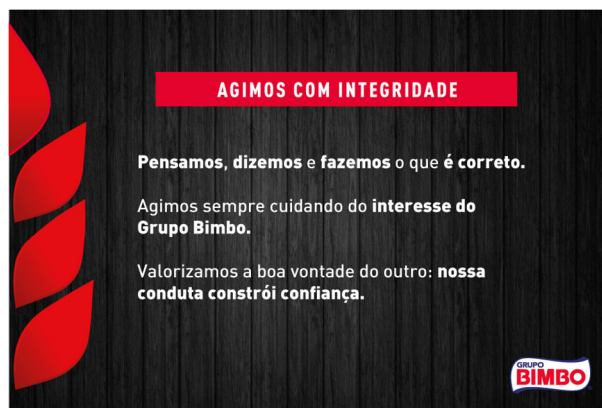 AGIMOS COM INTEGRIDADE
Pensamos, dizemos e fazemos o que é correto.
Agimos sempre cuidando do interesse do
Grupo Bimbo.
Valorizamos a boa vontade do outro: nossa
conduta constrói confiança.
GRUPO
BIMBO